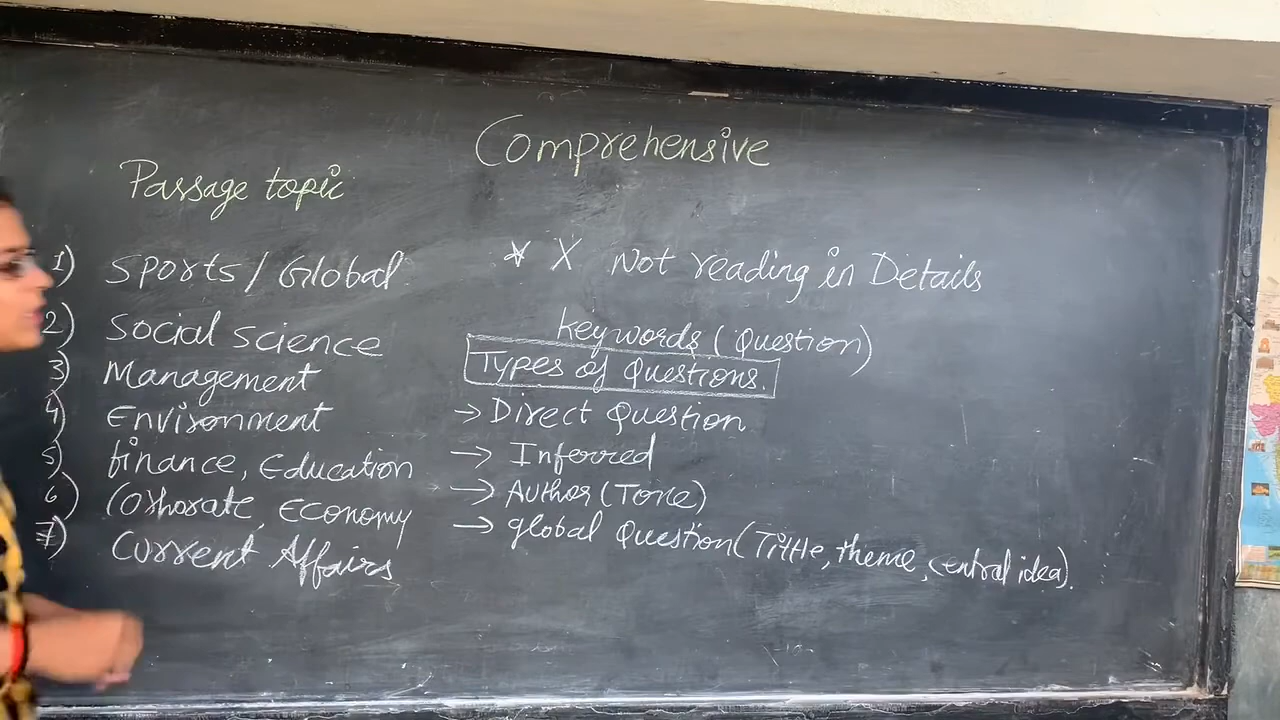 Comprehensive
Passage topic
1) Sports / Global
2) Social Science
3) Management
4) Environment
5) finance, Education
6) Corporate, Economy
7) Current Affairs
* X Not reading in Details
keywords (Question)
Types of Questions.
→ Direct Question
→ Inferred
→ Author (Tone)
→ global Question (Tittle, theme, central idea).